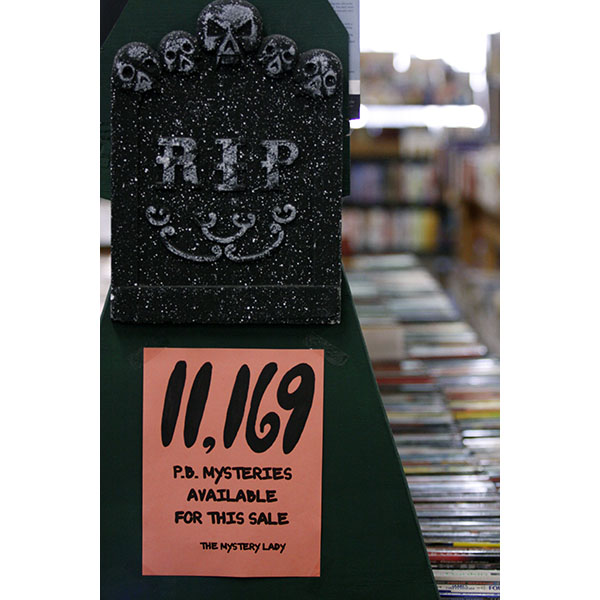 RIP
11,169
P.B. MYSTERIES
AVAILABLE
FOR THIS SALE
THE MYSTERY LADY